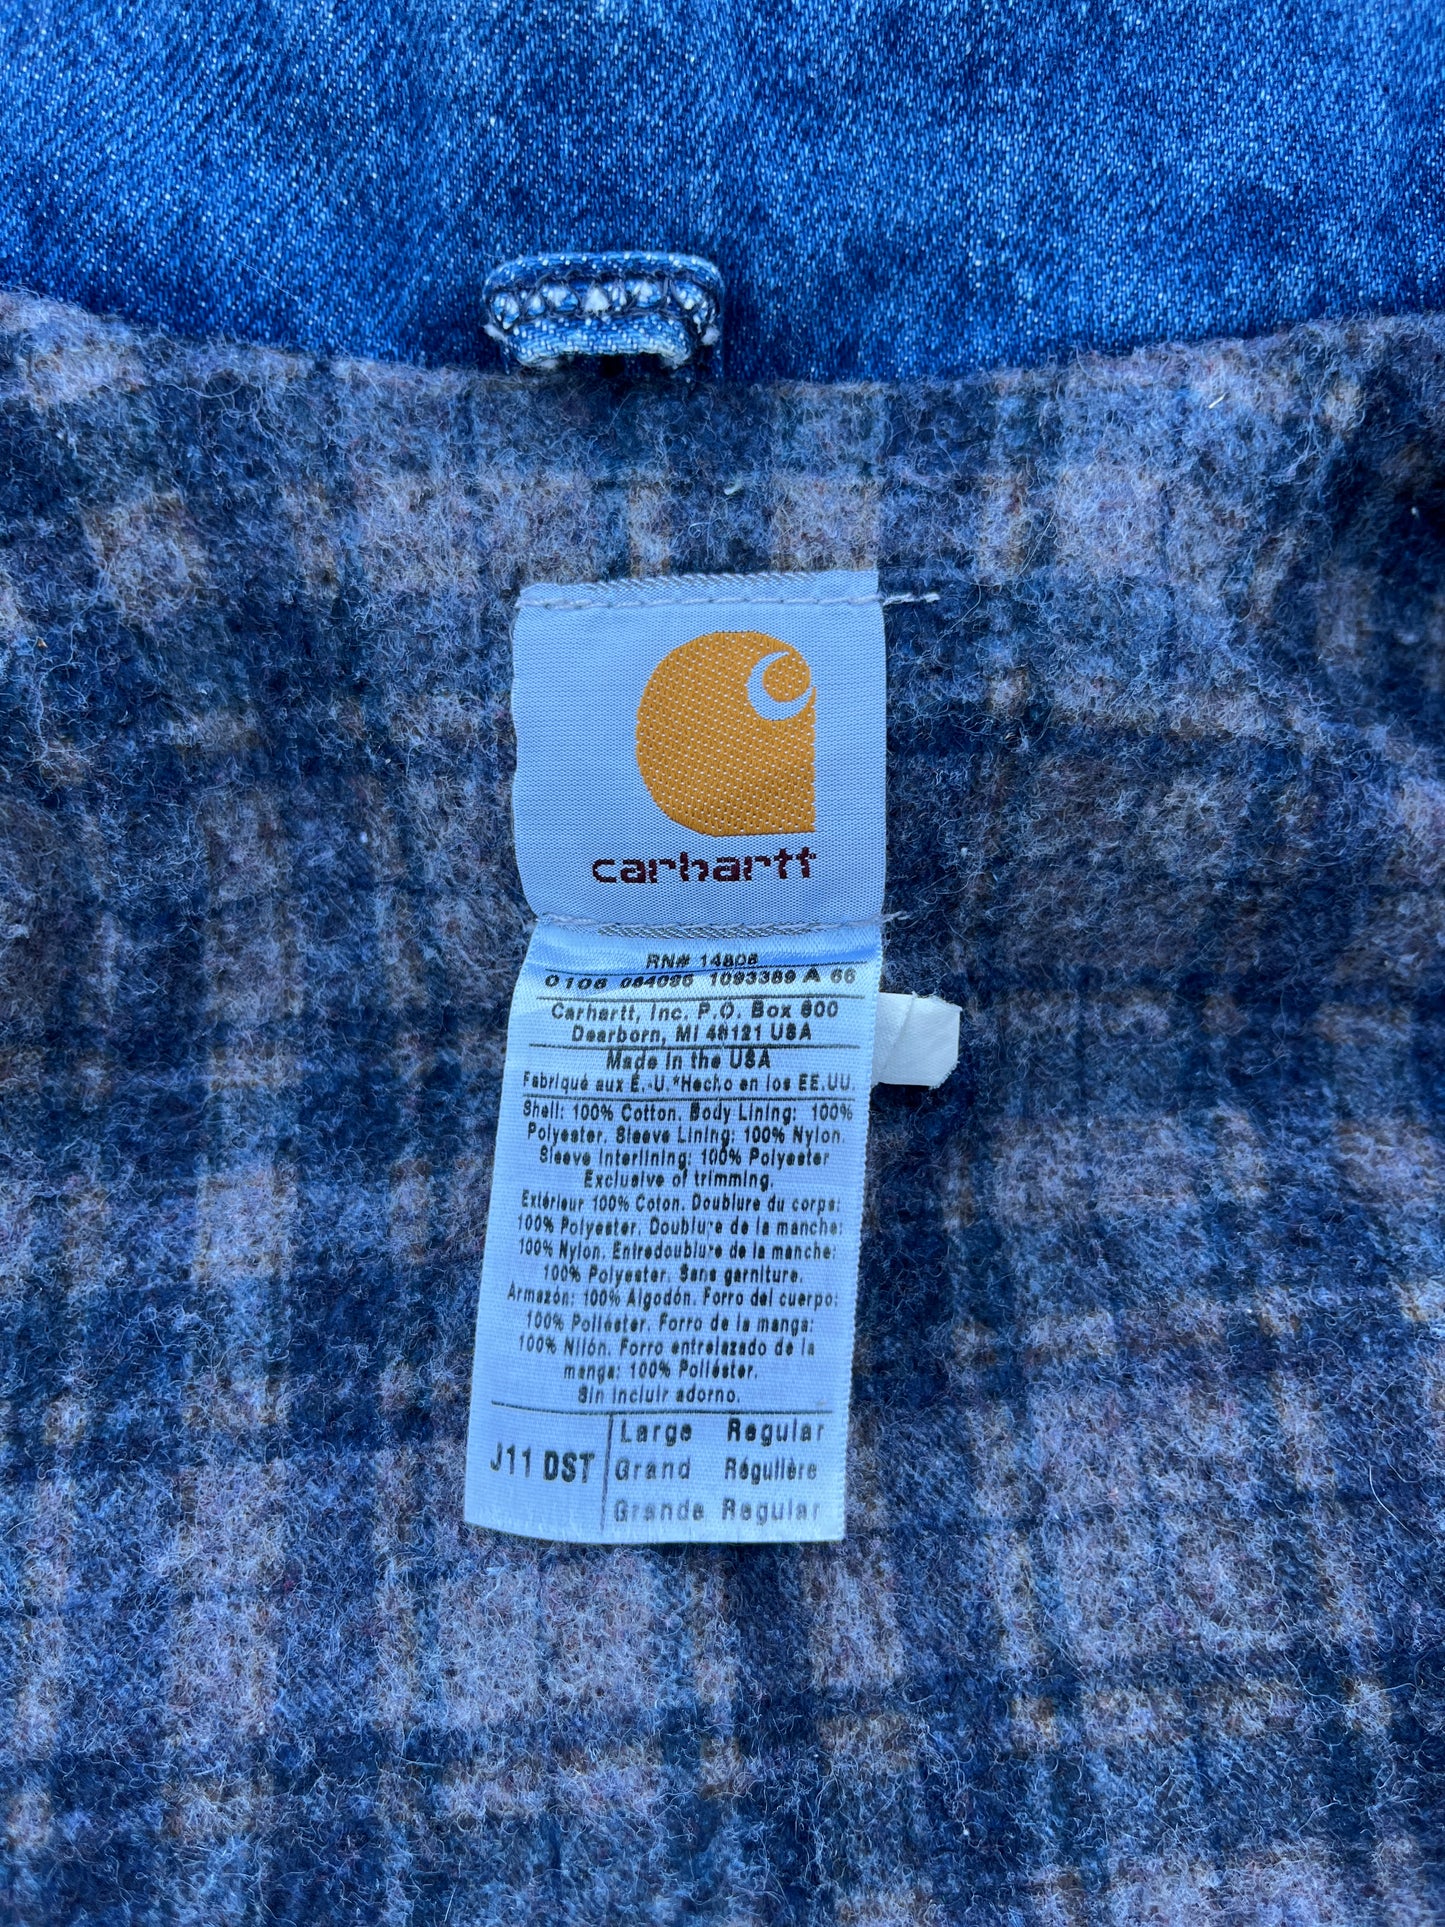 carhartt
RN# 14806
0106 064096 1093389 A 66
Carhartt, Inc. P.O. Box 600
Dearborn, MI 48121 USA
Made in the USA
Fabriqué aux É.-U.*Hecho en los EE.UU.
Shell: 100% Cotton. Body Lining: 100%
Polyester. Sleeve Lining: 100% Nylon.
Sleeve Interlining: 100% Polyester
Exclusive of trimming.
Extérieur 100% Coton. Doublure du corps:
100% Polyester. Doublure de la manche:
100% Nylon. Entredoublure de la manche:
100% Polyester. Sans garniture.
Armazón: 100% Algodón. Forro del cuerpo:
100% Poliéster. Forro de la manga:
100% Nilón. Forro entrelazado de la
manga: 100% Poliéster.
Sin incluir adorno.
J11 DST
Large Regular
Grand Régulière
Grande Regular